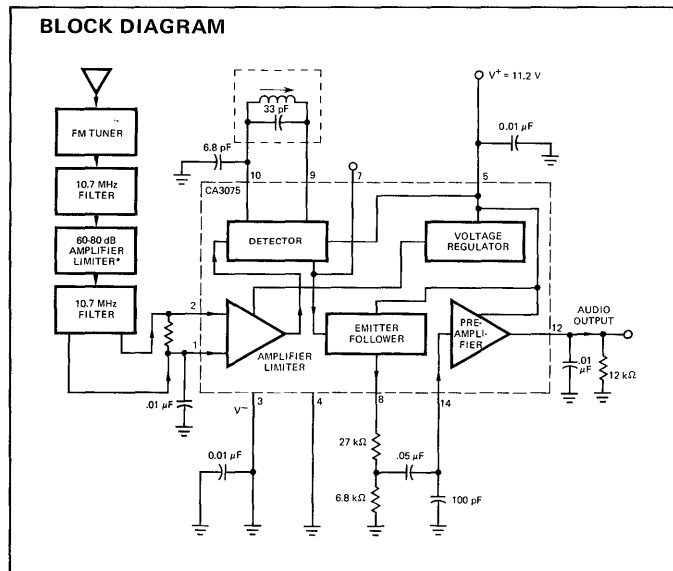 BLOCK DIAGRAM
V+ = 11.2 V
33 pF
FM TUNER
0.01 µF
6.8 pF
10 9 7 5
CA3075
10.7 MHz
FILTER
DETECTOR
VOLTAGE
REGULATOR
60-80 dB
AMPLIFIER
LIMITER*
10.7 MHz
FILTER
2
EMITTER
FOLLOWER
PRE-
AMPLI-
FIER
AUDIO
OUTPUT
12
1
AMPLIFIER
LIMITER
.01
µF
12 kΩ
.01 µF
V− 3 4 8 14
27 kΩ
0.01 µF
.05 µF
6.8 kΩ
100 pF